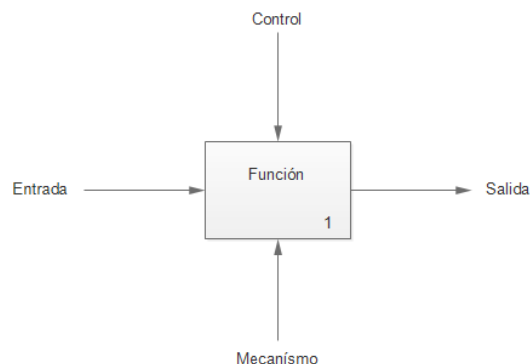 Control
Función
Entrada
Salida
1
Mecanísmo